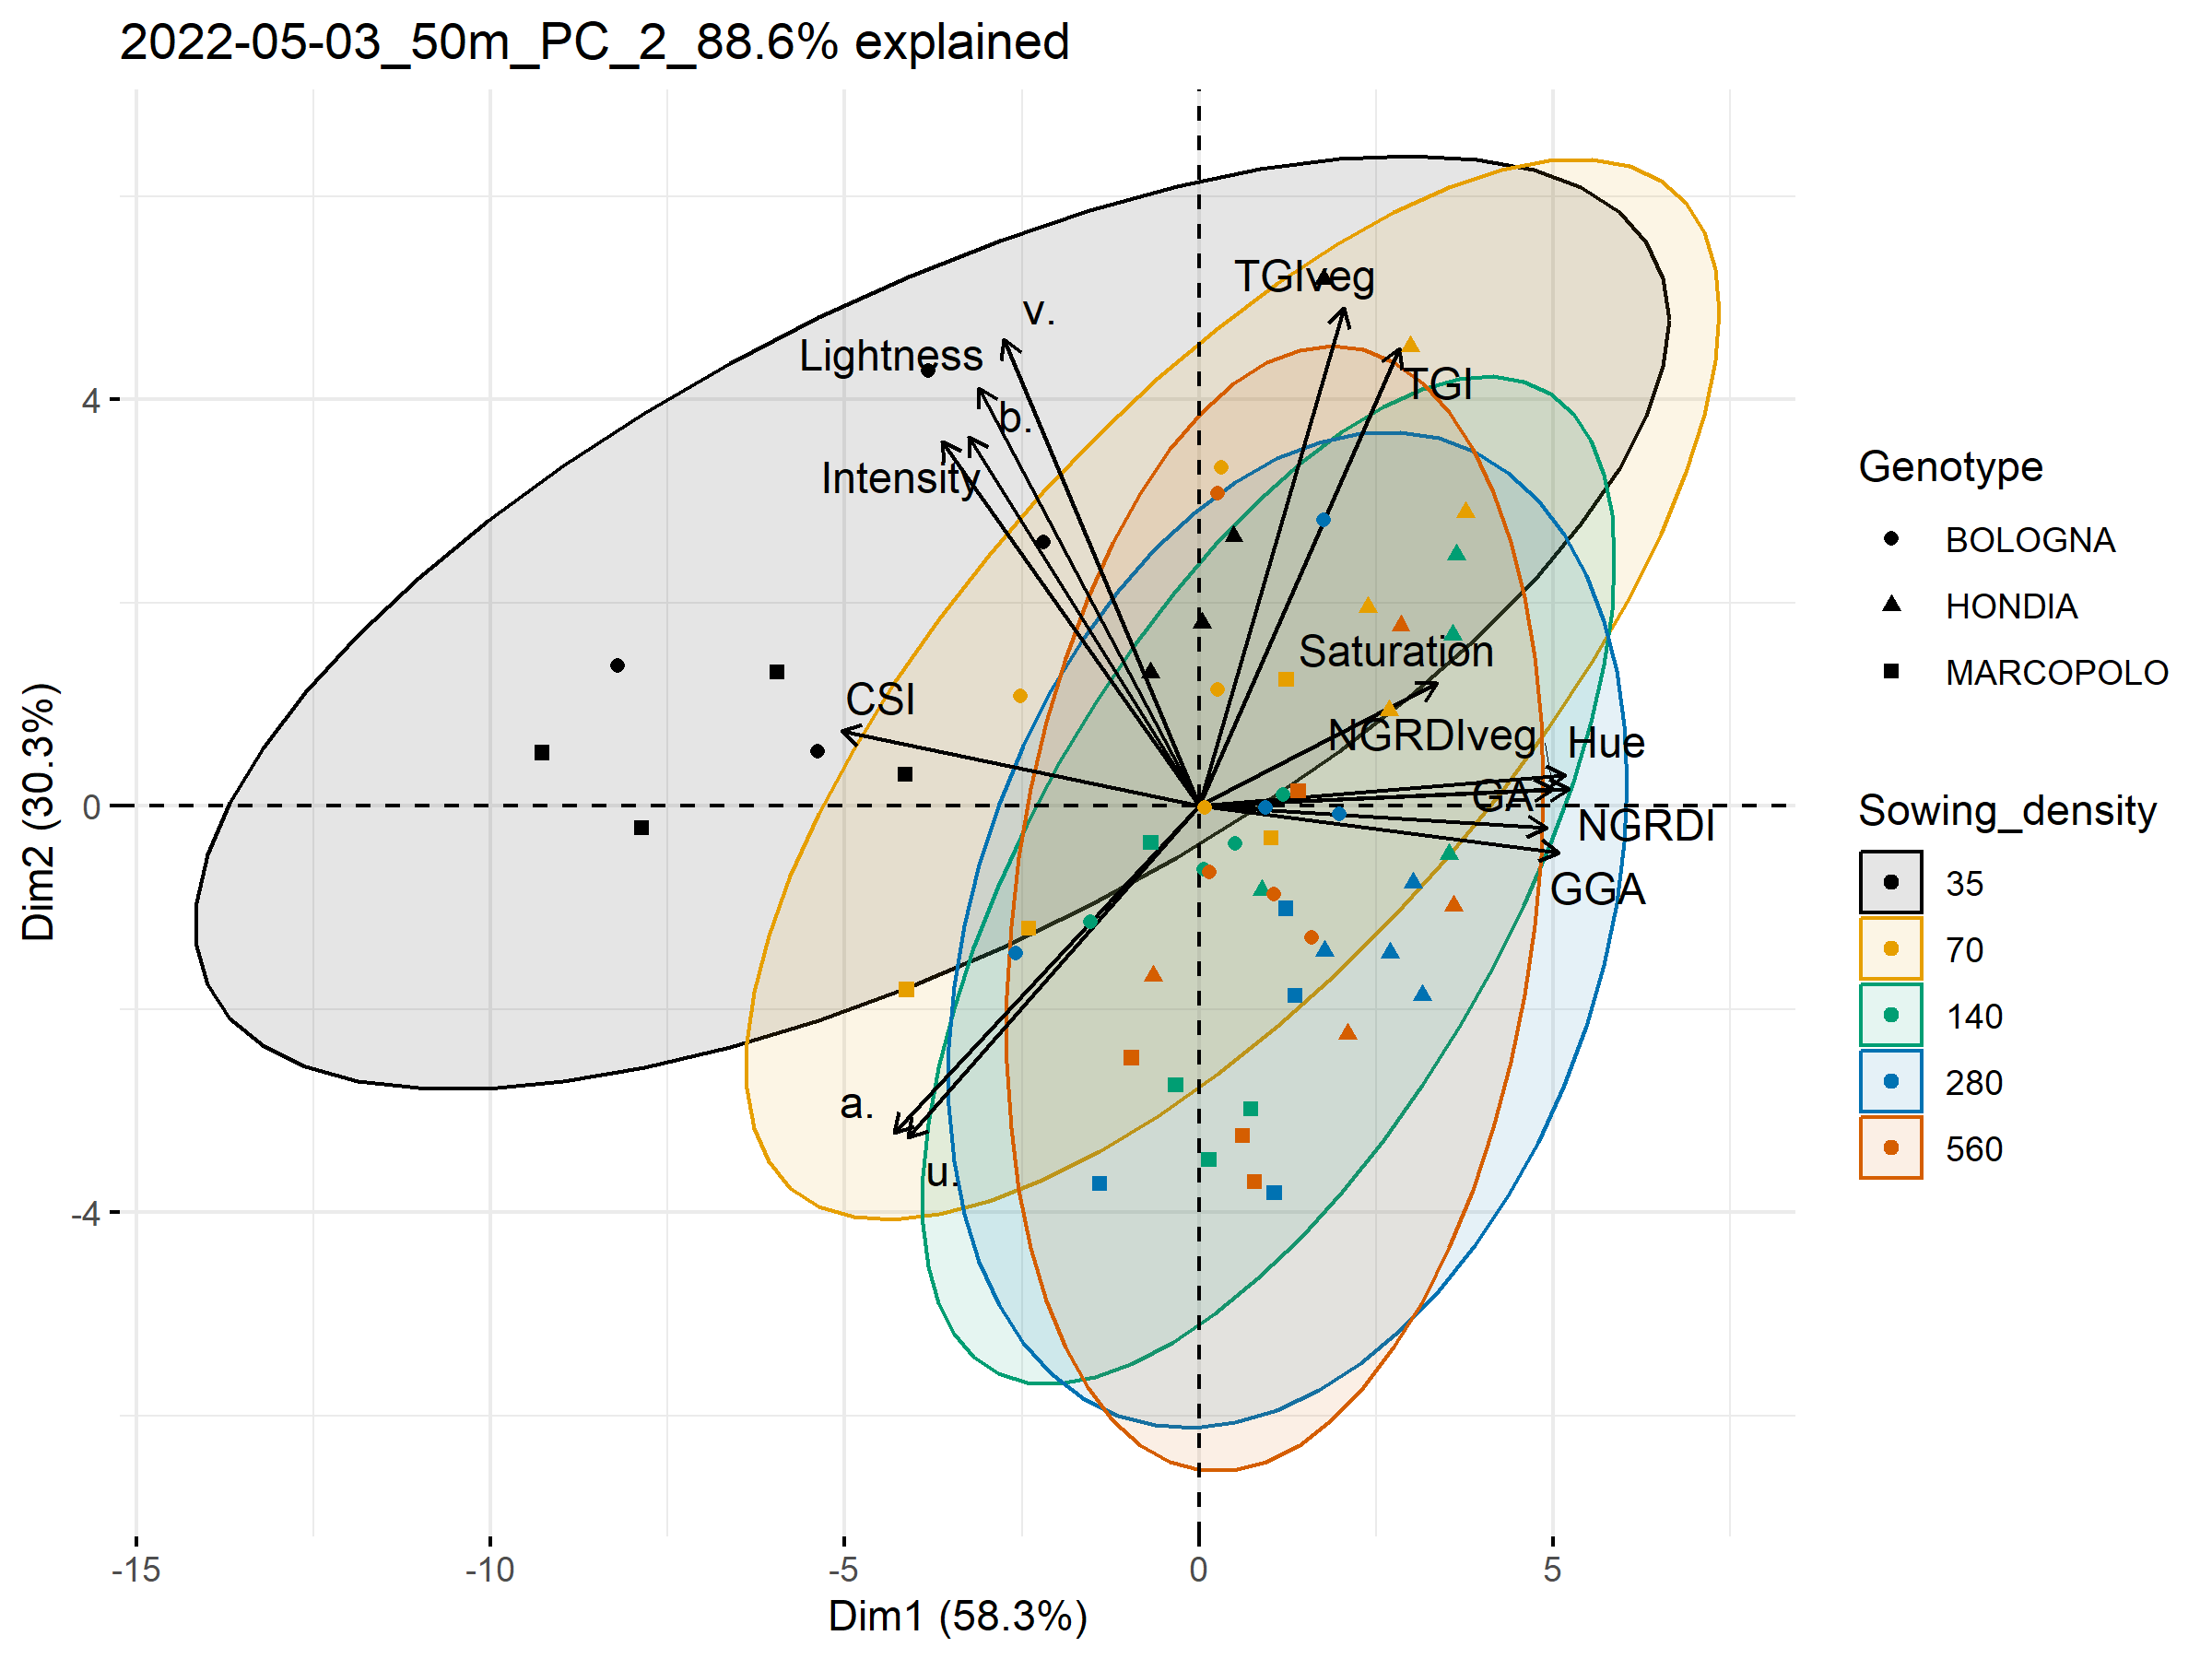 2022-05-03_50m_PC_2_88.6% explained
TGIveg
v.
Lightness
TGI
b.
Intensity
Saturation
CSI
NGRDIveg
Hue
GA
NGRDI
GGA
a.
u.
4
0
-4
Dim2 (30.3%)
-15
-10
-5
0
5
Dim1 (58.3%)
Genotype
BOLOGNA
HONDIA
MARCOPOLO
Sowing_density
35
70
140
280
560